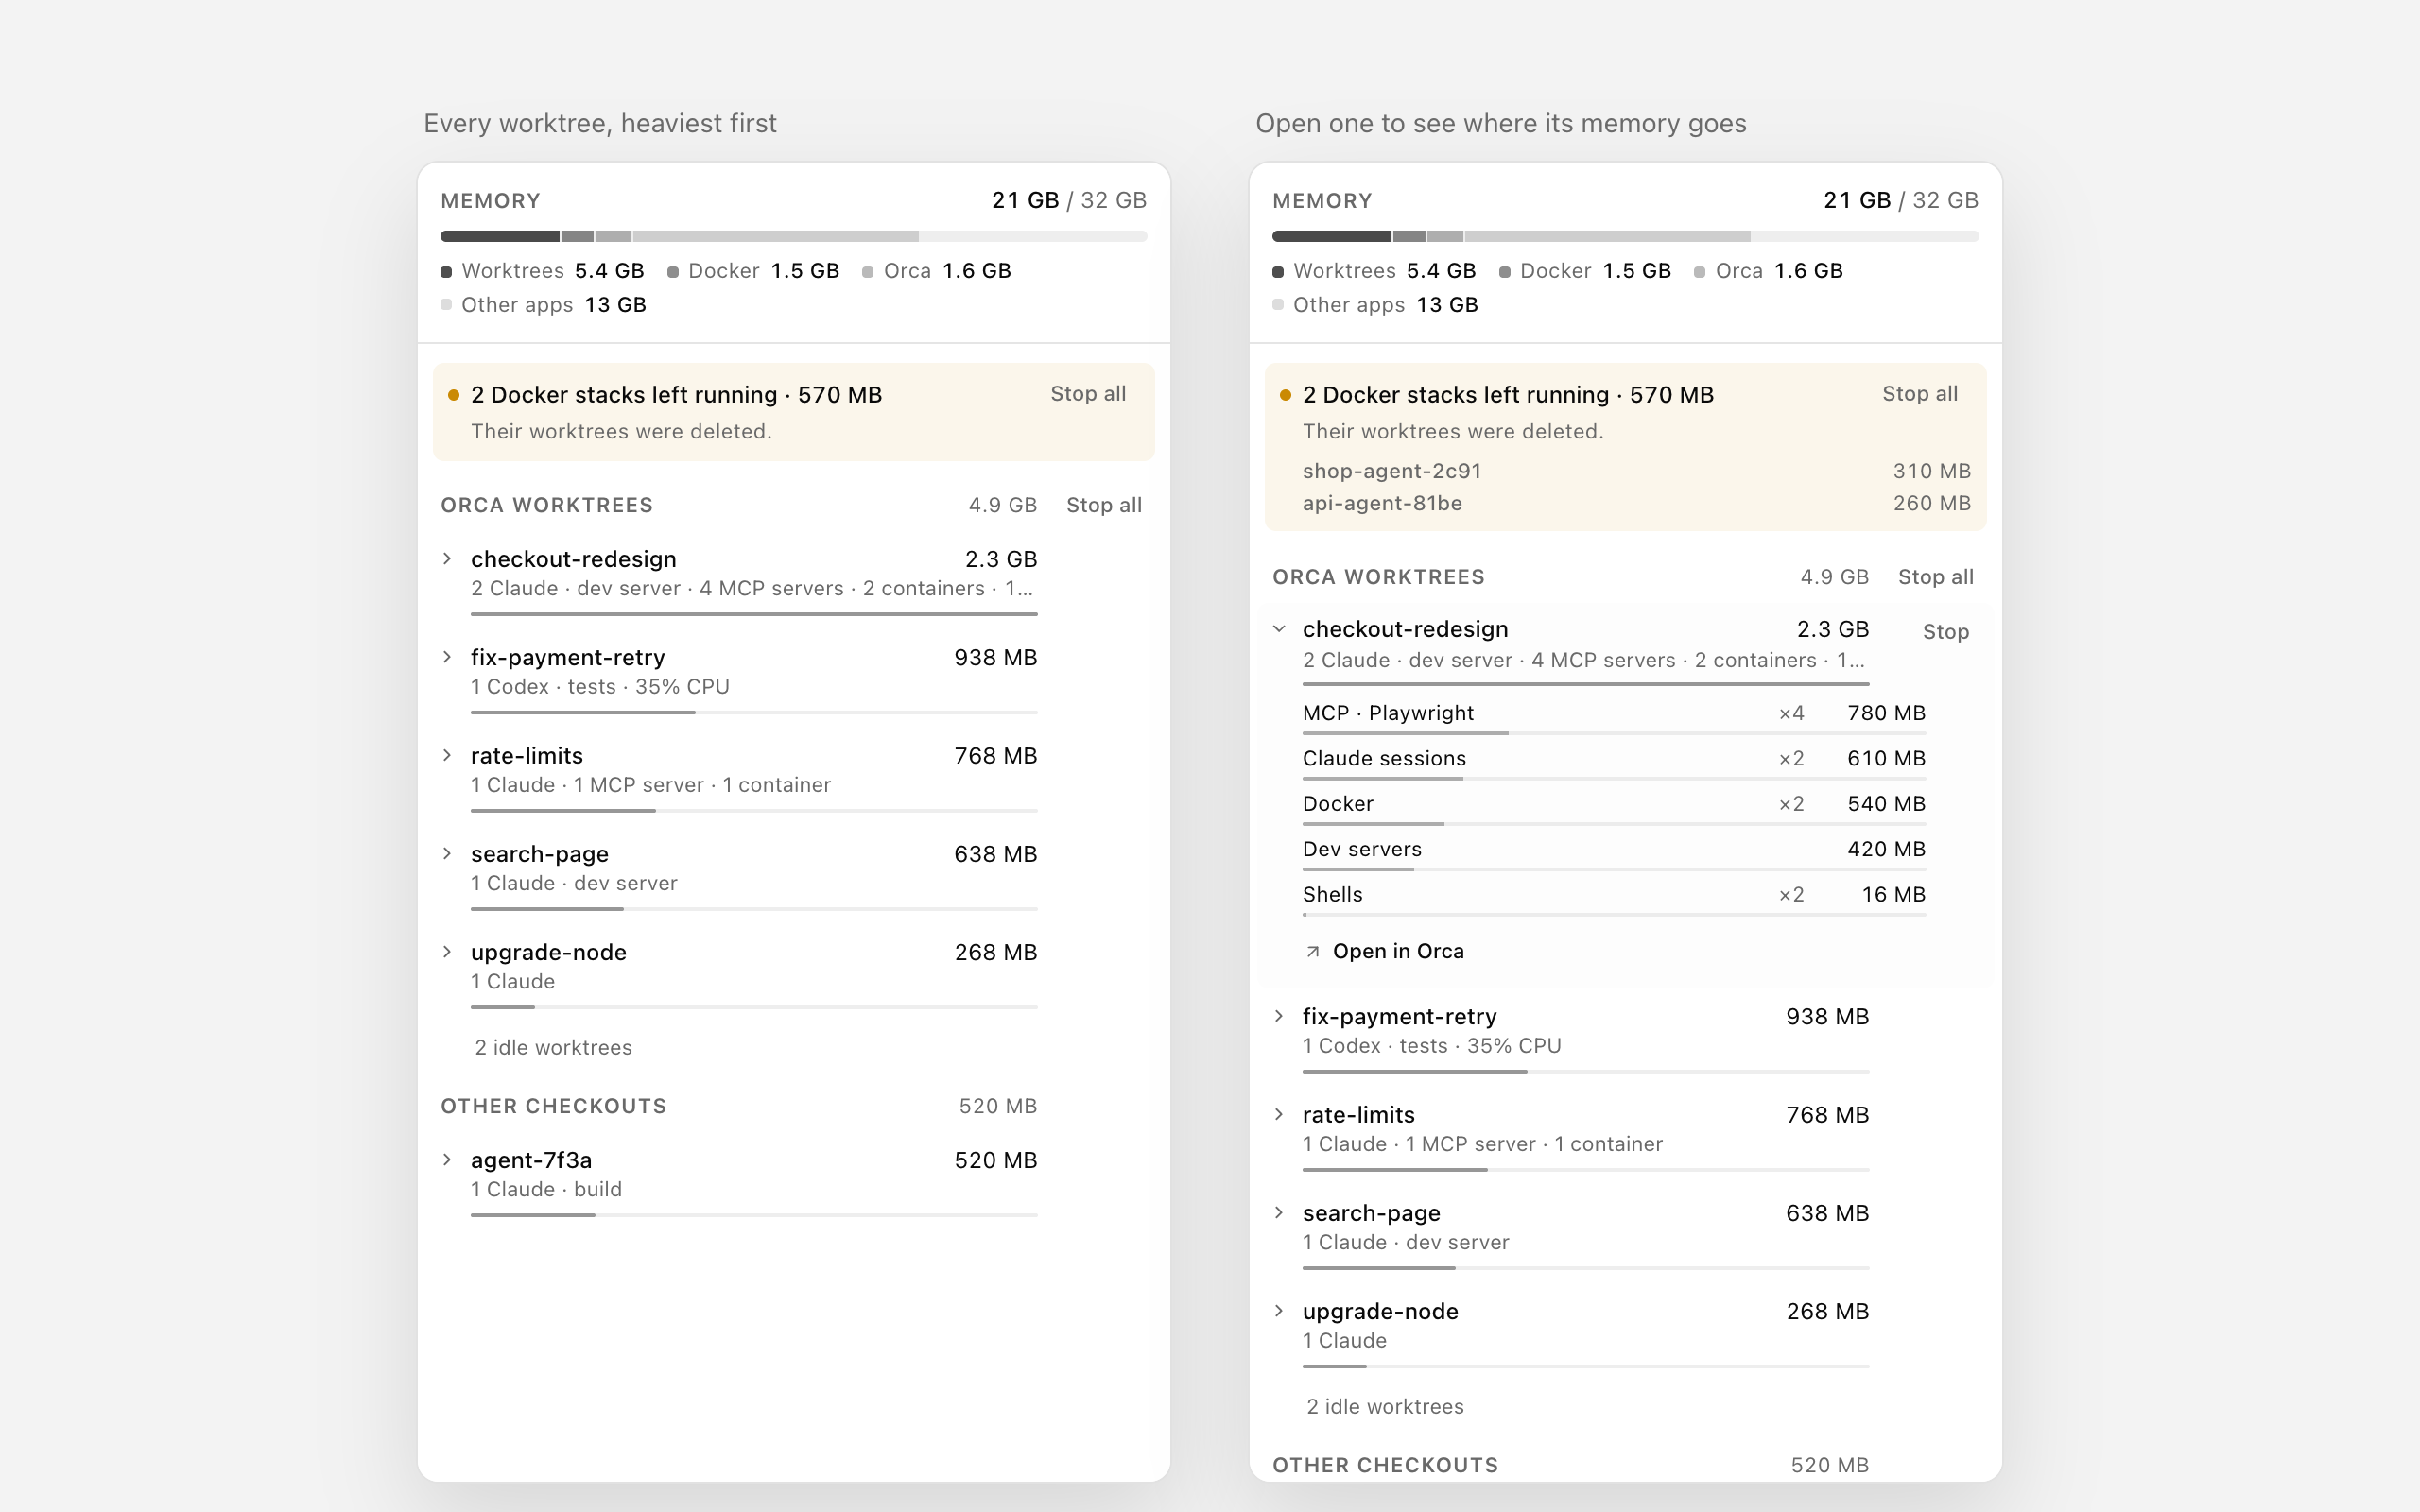 Every worktree, heaviest first
MEMORY 21 GB / 32 GB
Worktrees 5.4 GB Docker 1.5 GB Orca 1.6 GB
Other apps 13 GB
2 Docker stacks left running · 570 MB Stop all
Their worktrees were deleted.
ORCA WORKTREES 4.9 GB Stop all
checkout-redesign 2.3 GB
2 Claude · dev server · 4 MCP servers · 2 containers · 1…
fix-payment-retry 938 MB
1 Codex · tests · 35% CPU
rate-limits 768 MB
1 Claude · 1 MCP server · 1 container
search-page 638 MB
1 Claude · dev server
upgrade-node 268 MB
1 Claude
2 idle worktrees
OTHER CHECKOUTS 520 MB
agent-7f3a 520 MB
1 Claude · build
Open one to see where its memory goes
MEMORY 21 GB / 32 GB
Worktrees 5.4 GB Docker 1.5 GB Orca 1.6 GB
Other apps 13 GB
2 Docker stacks left running · 570 MB Stop all
Their worktrees were deleted.
shop-agent-2c91 310 MB
api-agent-81be 260 MB
ORCA WORKTREES 4.9 GB Stop all
checkout-redesign 2.3 GB Stop
2 Claude · dev server · 4 MCP servers · 2 containers · 1…
MCP · Playwright ×4 780 MB
Claude sessions ×2 610 MB
Docker ×2 540 MB
Dev servers 420 MB
Shells ×2 16 MB
Open in Orca
fix-payment-retry 938 MB
1 Codex · tests · 35% CPU
rate-limits 768 MB
1 Claude · 1 MCP server · 1 container
search-page 638 MB
1 Claude · dev server
upgrade-node 268 MB
1 Claude
2 idle worktrees
OTHER CHECKOUTS 520 MB